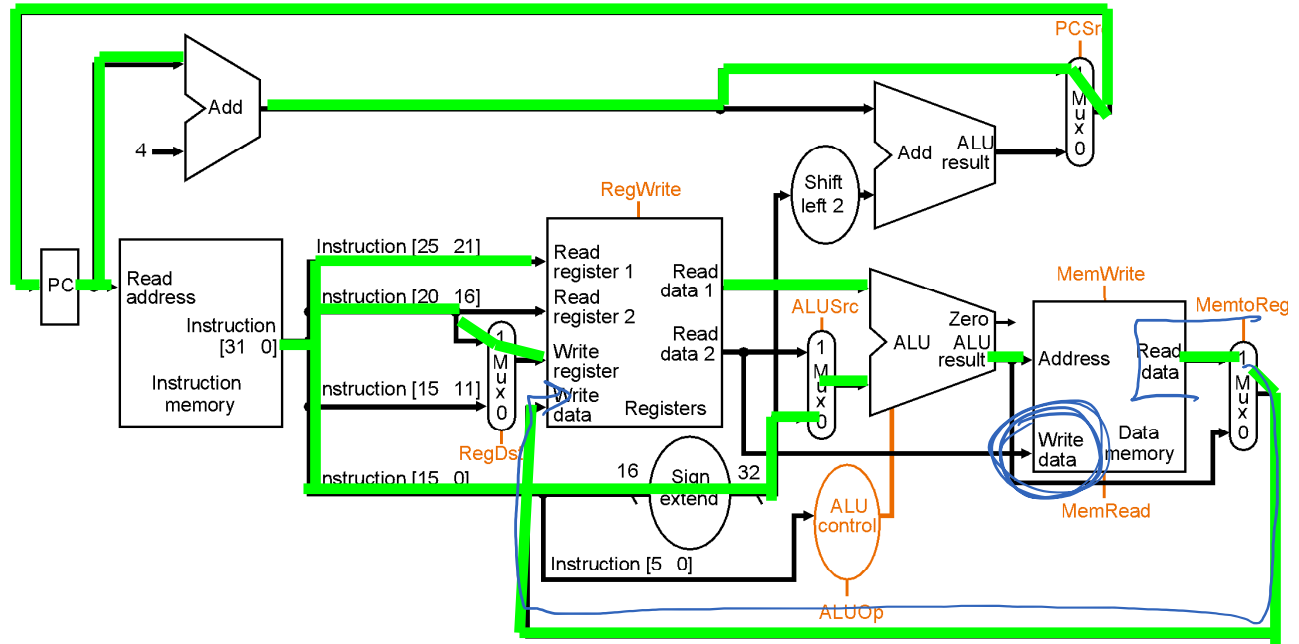 PCSr
1
M
u
x
0
Add
4
Add
ALU
result
Shift
left 2
RegWrite
PC
Read
address
Instruction
[31 0]
Instruction
memory
Instruction [25 21]
nstruction [20 16]
nstruction [15 11]
nstruction [15 0]
1
M
u
x
0
RegDs
Read
register 1
Read
register 2
Write
register
Write
data
Read
data 1
Read
data 2
Registers
16
Sign
extend
32
Instruction [5 0]
ALUSrc
1
M
u
x
0
ALU
Zero
ALU
result
ALU
control
ALUOp
MemWrite
Address
Read
data
Write
data
Data
memory
MemRead
MemtoReg
1
M
u
x
0